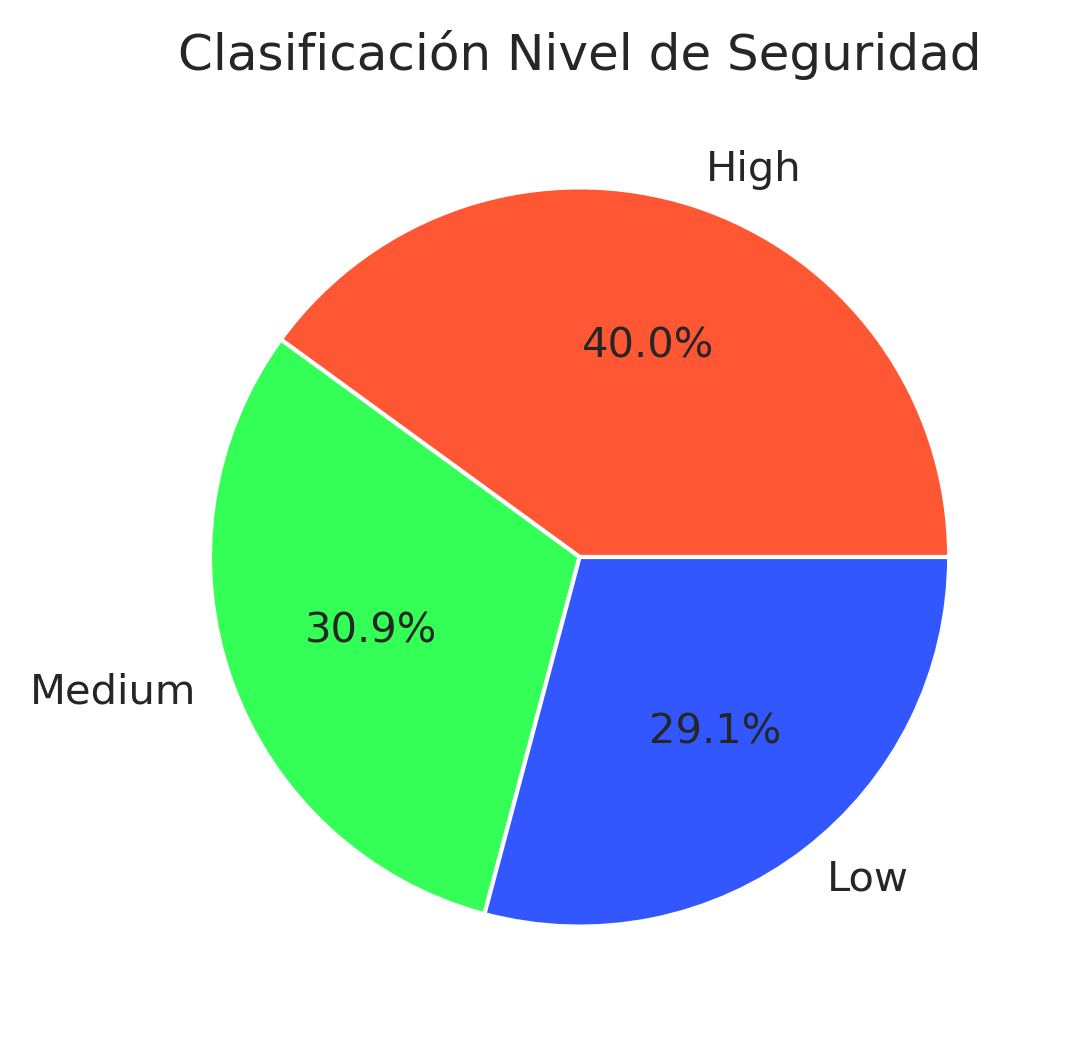 Clasificación Nivel de Seguridad
High
40.0%
30.9%
Medium
29.1%
Low